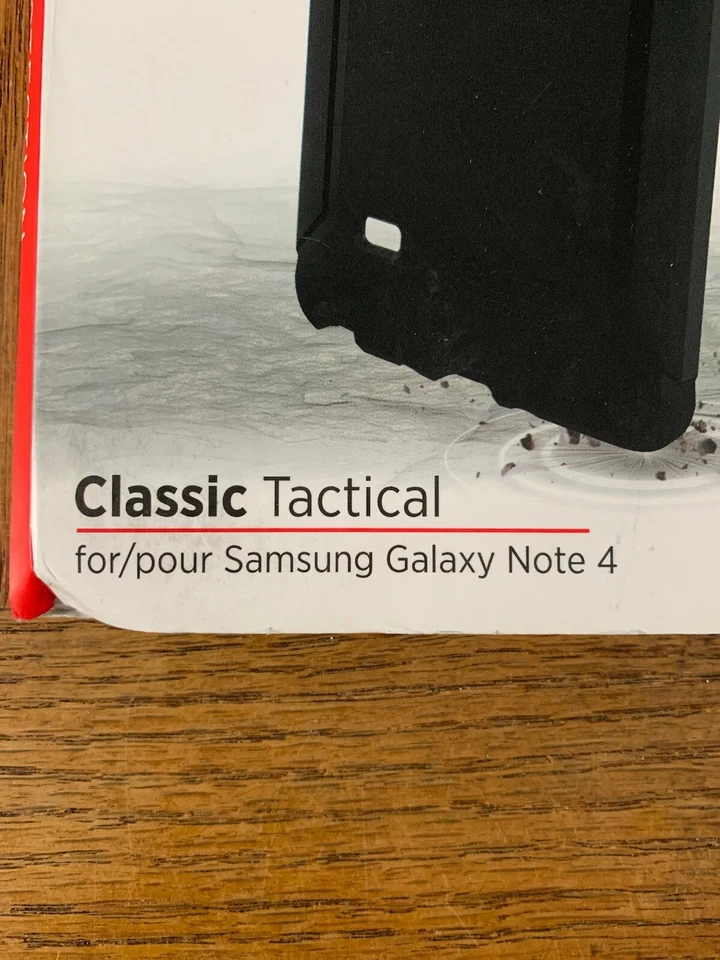 Classic Tactical
for/pour Samsung Galaxy Note 4